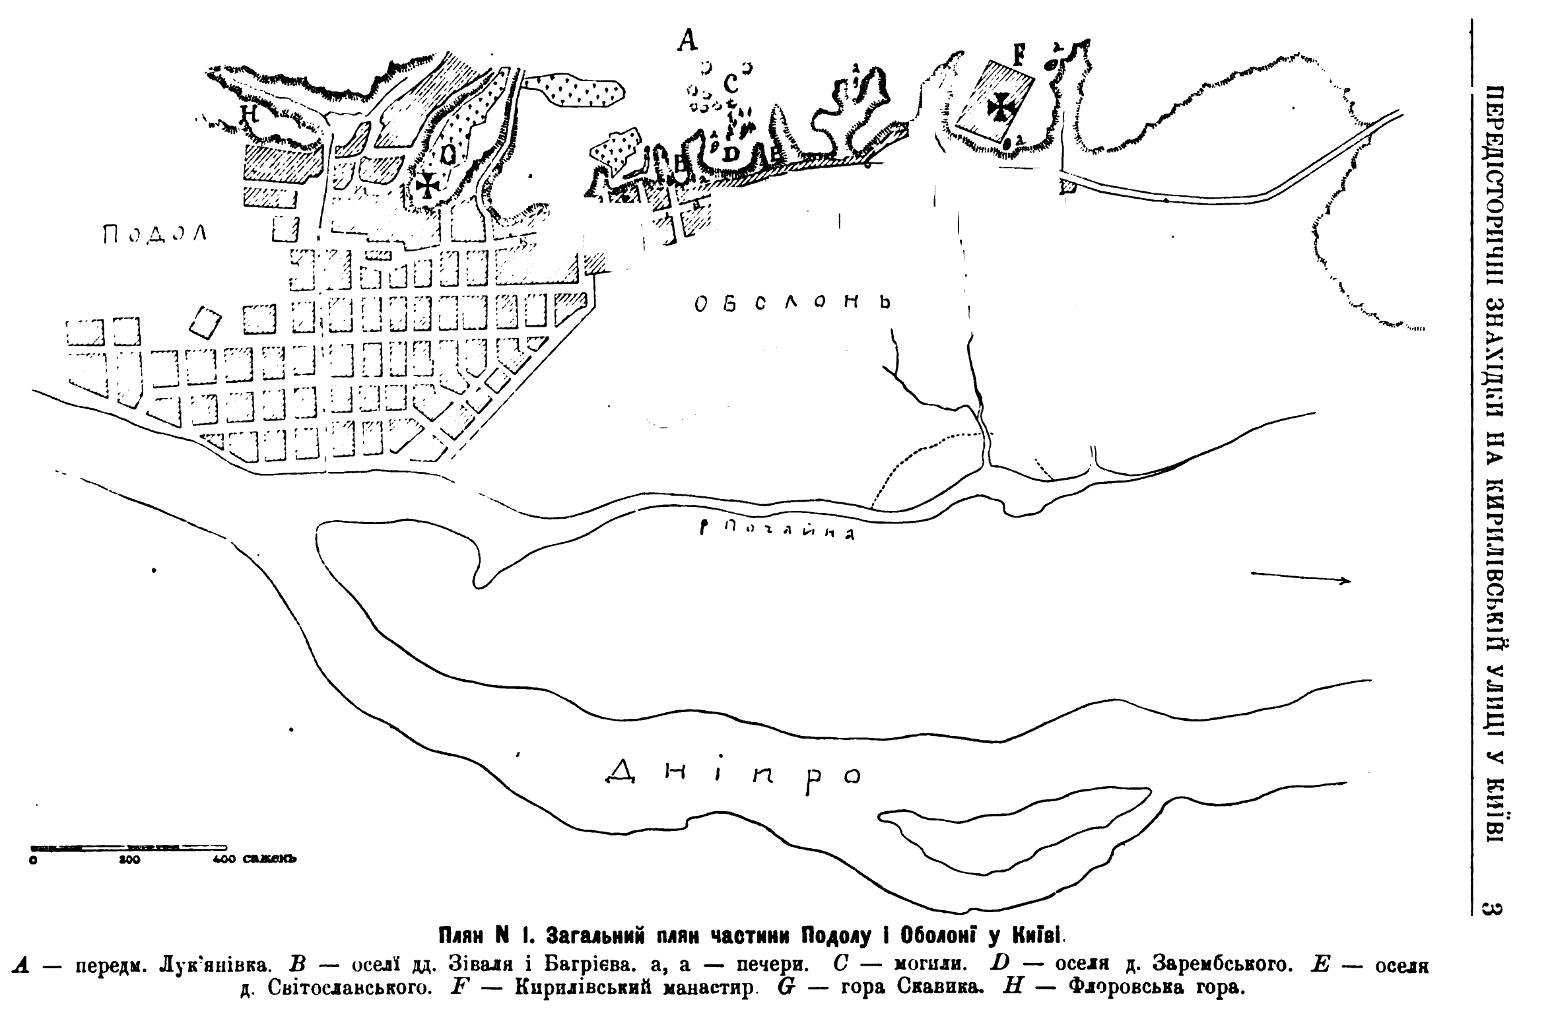 A
C
F
H
G
D
B
E
ПОДОЛ
ОБОЛОНЬ
р Почайна
Дніпро
0 200 400 сажень
Плян N 1. Загальний плян частини Подолу і Оболоні у Київі.
A — передм. Лук'янівка. B — оселї дд. Зіваля і Багрієва. а, а — печери. C — могили. D — оселя д. Зарембського. E — оселя
д. Світославського. F — Кирилівський манастир. G — гора Скавика. H — Флоровська гора.
ПЕРЕДІСТОРИЧНІ ЗНАХІДКИ НА КИРИЛІВСЬКІЙ УЛИЦІ У КИЇВІ 3